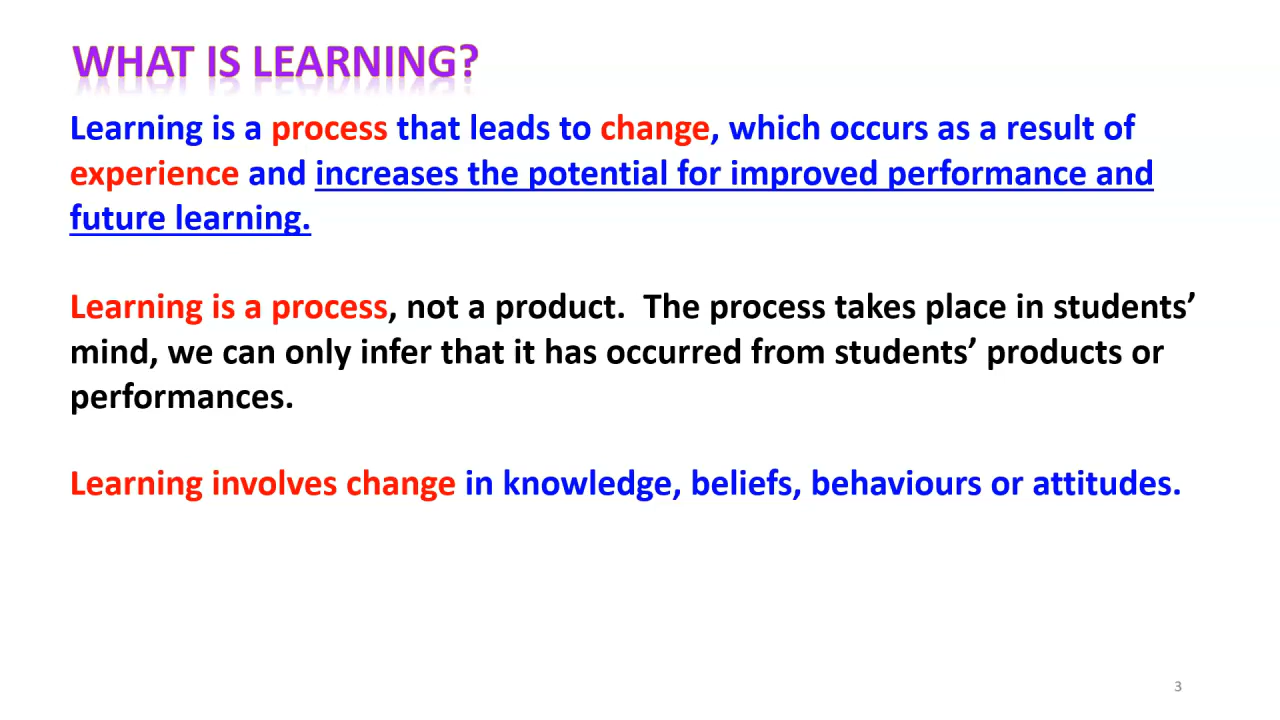 WHAT IS LEARNING?
Learning is a process that leads to change, which occurs as a result of
experience and increases the potential for improved performance and
future learning.
Learning is a process, not a product.  The process takes place in students’
mind, we can only infer that it has occurred from students’ products or
performances.
Learning involves change in knowledge, beliefs, behaviours or attitudes.
3